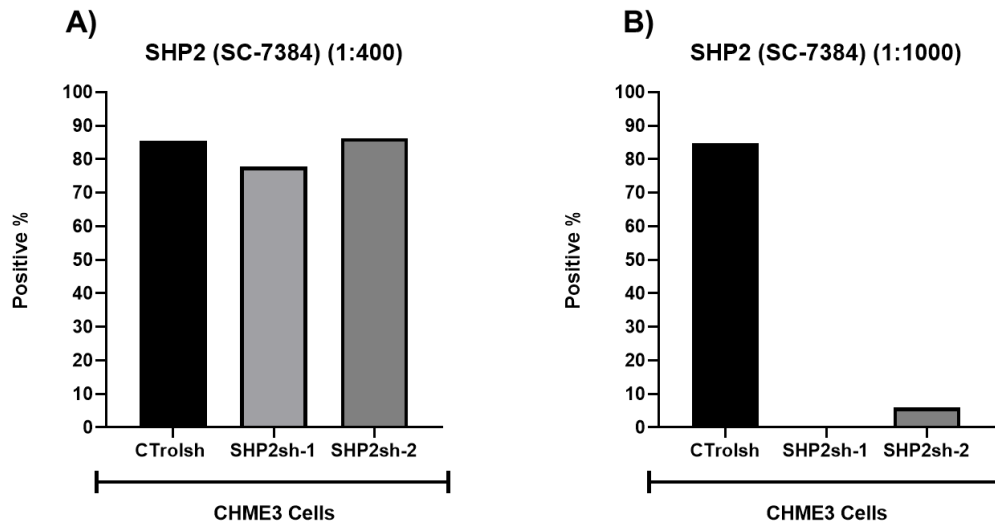 A)
SHP2 (SC-7384) (1:400)
100
90
80
70
60
50
40
30
20
10
0
Positive %
CTrolsh SHP2sh-1 SHP2sh-2
CHME3 Cells
B)
SHP2 (SC-7384) (1:1000)
100
90
80
70
60
50
40
30
20
10
0
Positive %
CTrolsh SHP2sh-1 SHP2sh-2
CHME3 Cells